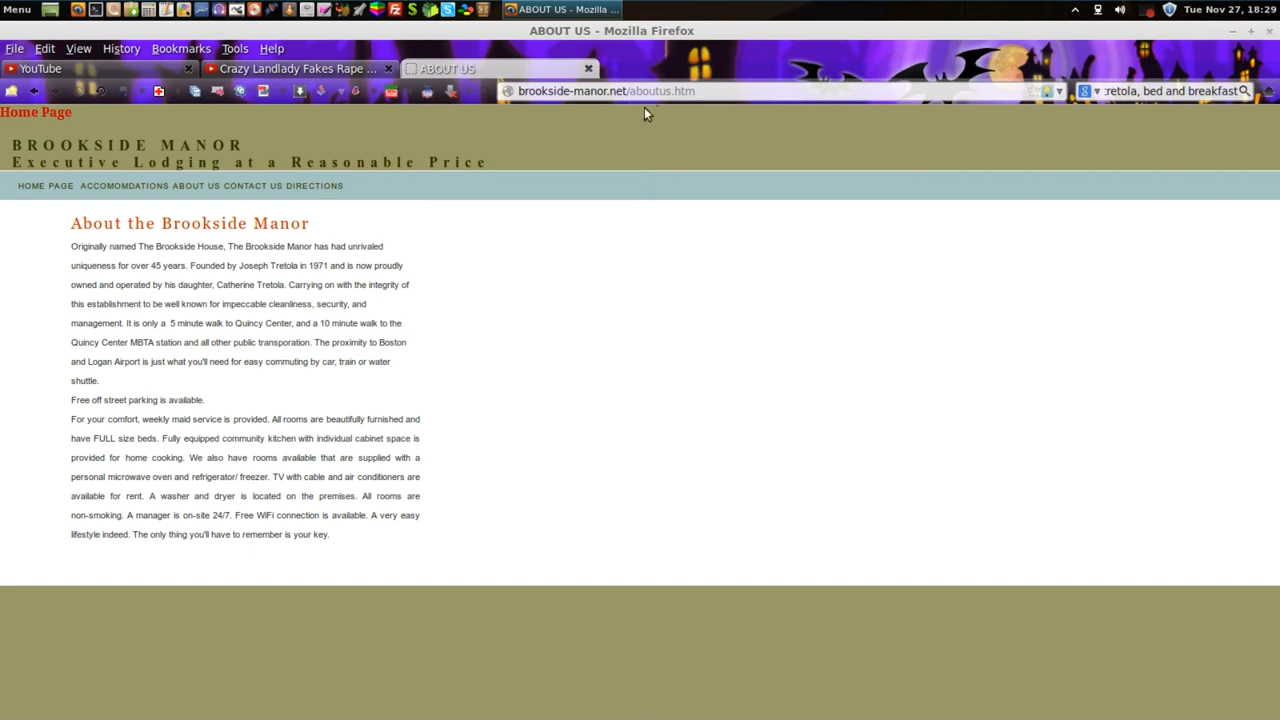 Menu
ABOUT US - Mozilla ...
Tue Nov 27, 18:29
ABOUT US - Mozilla Firefox
File Edit View History Bookmarks Tools Help
YouTube
Crazy Landlady Fakes Rape ...
ABOUT US
brookside-manor.net/aboutus.htm
retola, bed and breakfast
Home Page
BROOKSIDE MANOR
Executive Lodging at a Reasonable Price
HOME PAGE ACCOMOMDATIONS ABOUT US CONTACT US DIRECTIONS
About the Brookside Manor
Originally named The Brookside House, The Brookside Manor has had unrivaled
uniqueness for over 45 years. Founded by Joseph Tretola in 1971 and is now proudly
owned and operated by his daughter, Catherine Tretola. Carrying on with the integrity of
this establishment to be well known for impeccable cleanliness, security, and
management. It is only a 5 minute walk to Quincy Center, and a 10 minute walk to the
Quincy Center MBTA station and all other public transporation. The proximity to Boston
and Logan Airport is just what you'll need for easy commuting by car, train or water
shuttle.
Free off street parking is available.
For your comfort, weekly maid service is provided. All rooms are beautifully furnished and
have FULL size beds. Fully equipped community kitchen with individual cabinet space is
provided for home cooking. We also have rooms available that are supplied with a
personal microwave oven and refrigerator/ freezer. TV with cable and air conditioners are
available for rent. A washer and dryer is located on the premises. All rooms are
non-smoking. A manager is on-site 24/7. Free WiFi connection is available. A very easy
lifestyle indeed. The only thing you'll have to remember is your key.